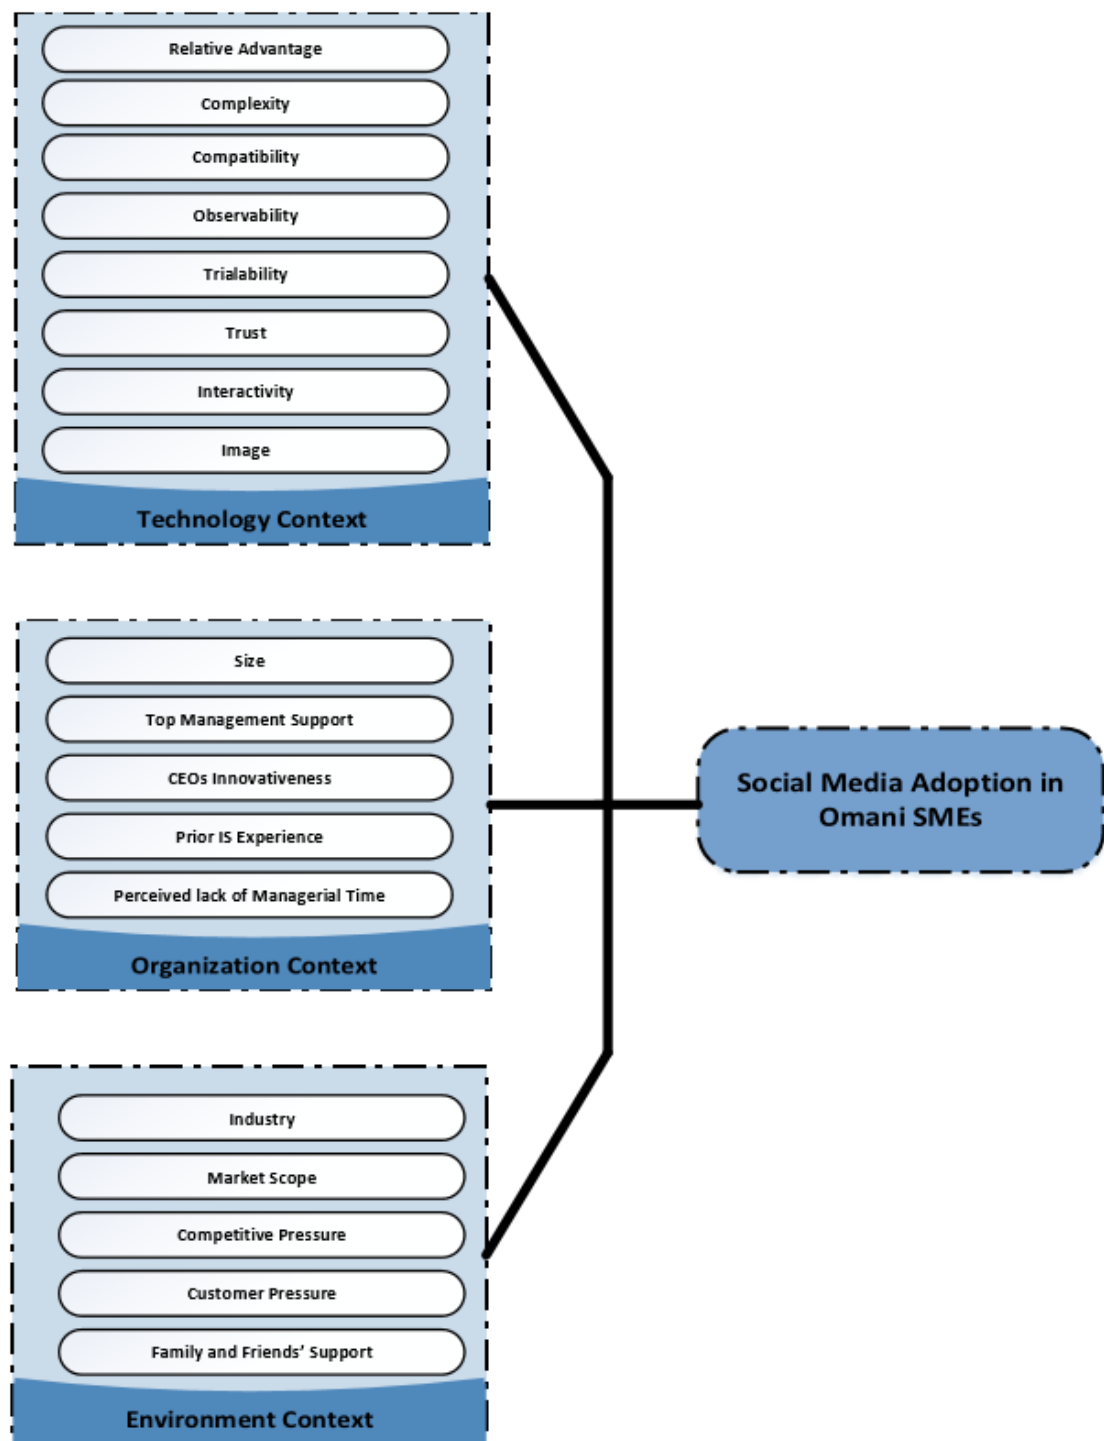 Relative Advantage
Complexity
Compatibility
Observability
Trialability
Trust
Interactivity
Image
Technology Context
Size
Top Management Support
CEOs Innovativeness
Prior IS Experience
Perceived lack of Managerial Time
Organization Context
Industry
Market Scope
Competitive Pressure
Customer Pressure
Family and Friends’ Support
Environment Context
Social Media Adoption in
Omani SMEs